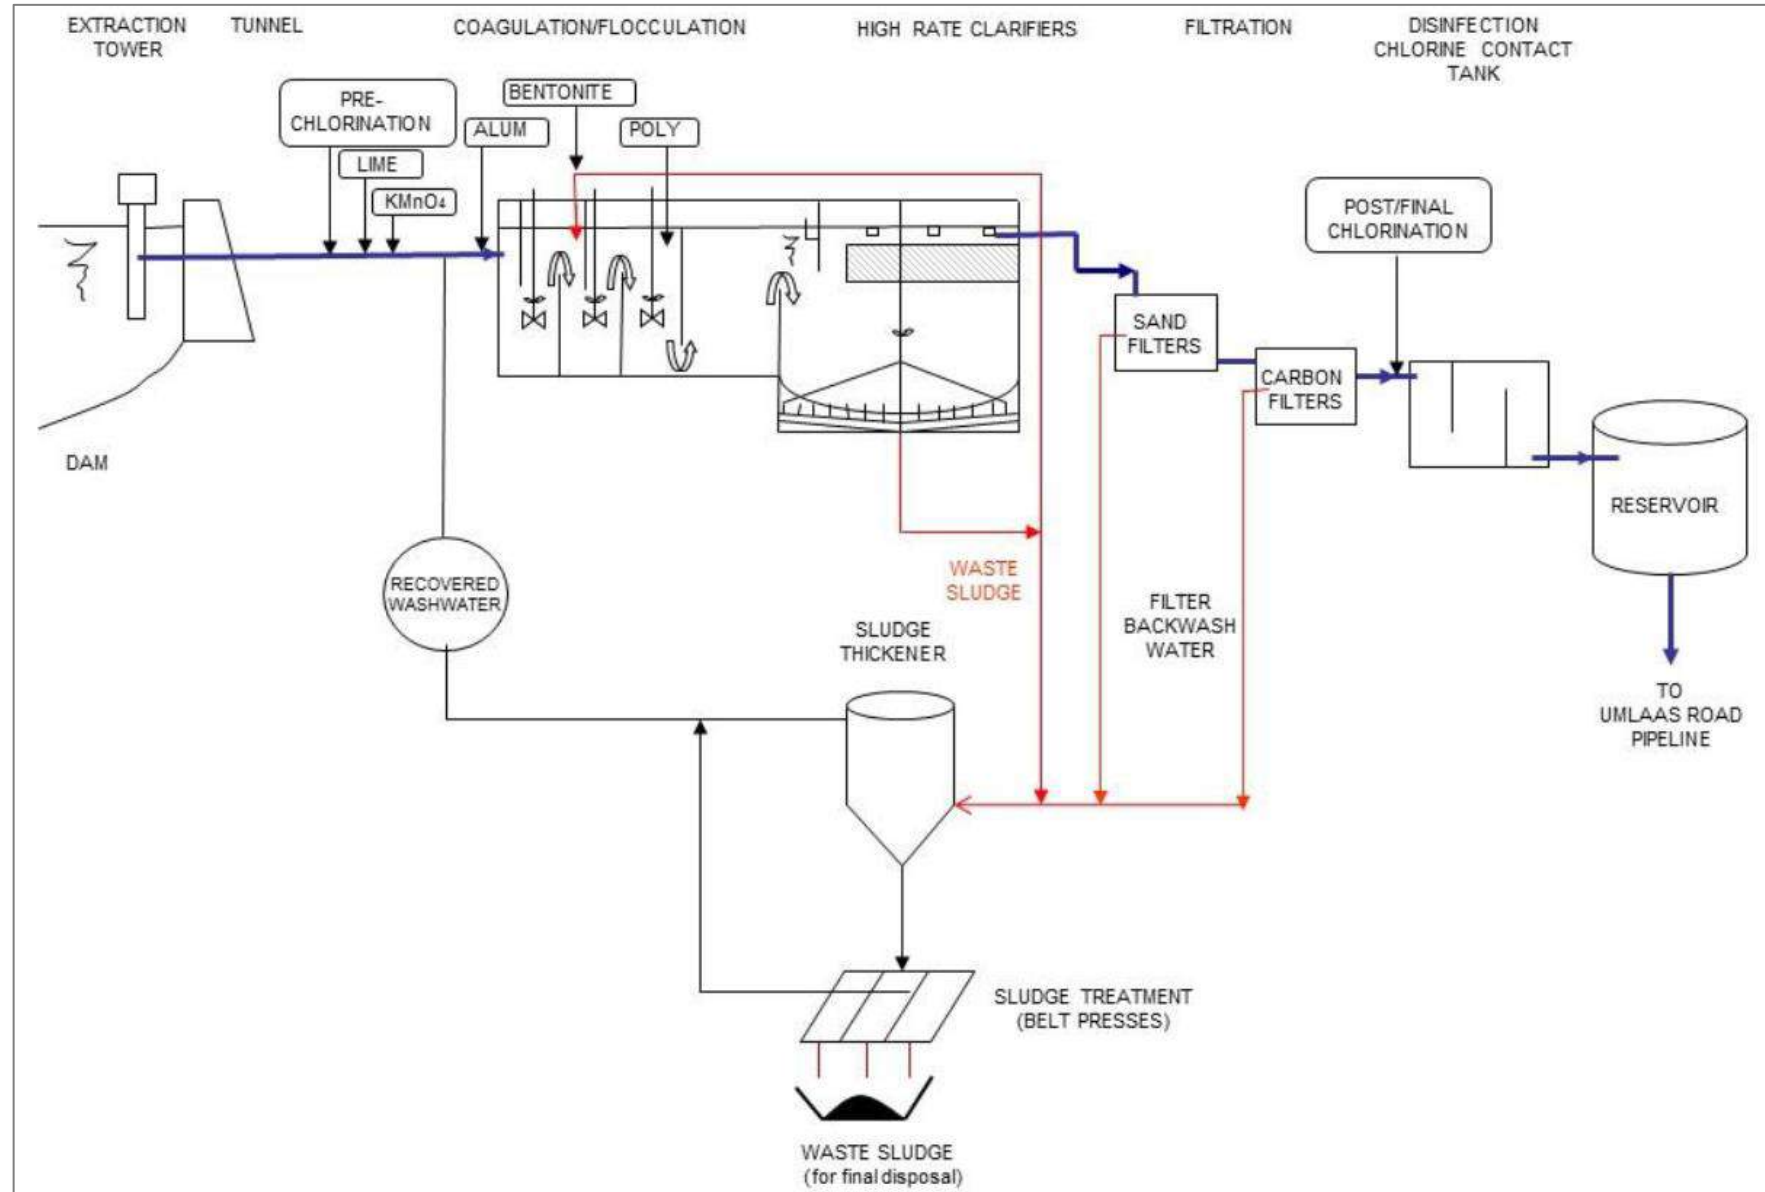 EXTRACTION
TOWER
TUNNEL
COAGULATION/FLOCCULATION
HIGH RATE CLARIFIERS
FILTRATION
DISINFECTION
CHLORINE CONTACT
TANK
PRE-
CHLORINATION
LIME
KMnO4
ALUM
BENTONITE
POLY
POST/FINAL
CHLORINATION
SAND
FILTERS
CARBON
FILTERS
DAM
RESERVOIR
RECOVERED
WASHWATER
WASTE
SLUDGE
SLUDGE
THICKENER
FILTER
BACKWASH
WATER
TO
UMLAAS ROAD
PIPELINE
SLUDGE TREATMENT
(BELT PRESSES)
WASTE SLUDGE
(for final disposal)